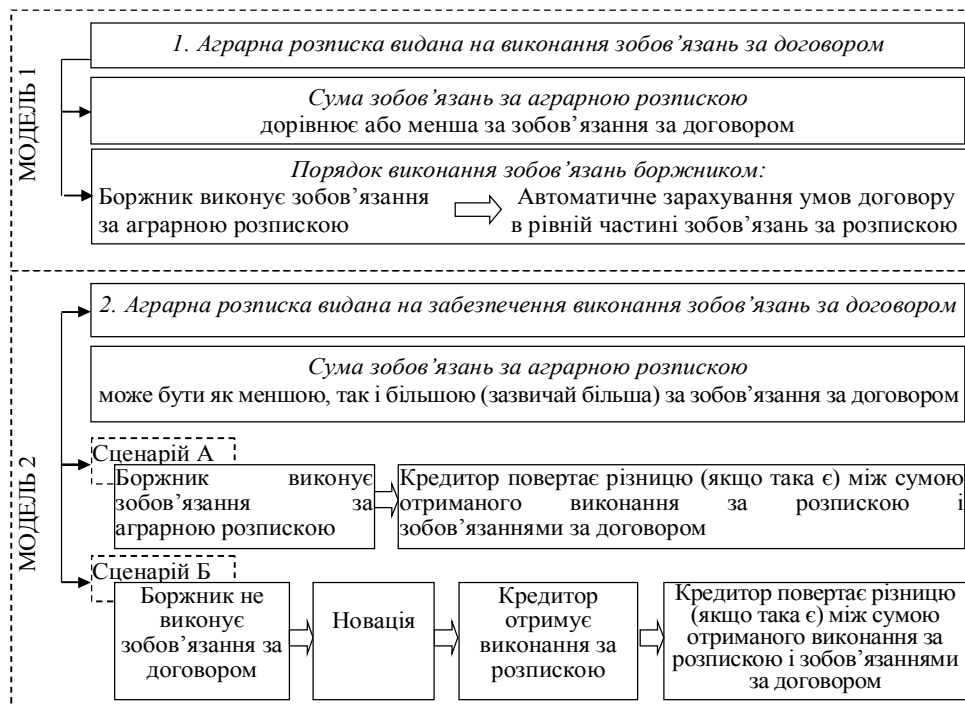 МОДЕЛЬ 1
1. Аграрна розписка видана на виконання зобов’язань за договором
Сума зобов’язань за аграрною розпискою
дорівнює або менша за зобов’язання за договором
Порядок виконання зобов’язань боржником:
Боржник виконує зобов’язання
за аграрною розпискою
Автоматичне зарахування умов договору
в рівній частині зобов’язань за розпискою
МОДЕЛЬ 2
2. Аграрна розписка видана на забезпечення виконання зобов’язань за договором
Сума зобов’язань за аграрною розпискою
може бути як меншою, так і більшою (зазвичай більша) за зобов’язання за договором
Сценарій А
Боржник виконує
зобов’язання за
аграрною розпискою
Кредитор повертає різницю (якщо така є) між сумою
отриманого виконання за розпискою і
зобов’язаннями за договором
Сценарій Б
Боржник не
виконує
зобов’язання за
договором
Новація
Кредитор
отримує
виконання за
розпискою
Кредитор повертає різницю
(якщо така є) між сумою
отриманого виконання за
розпискою і зобов’язаннями
за договором